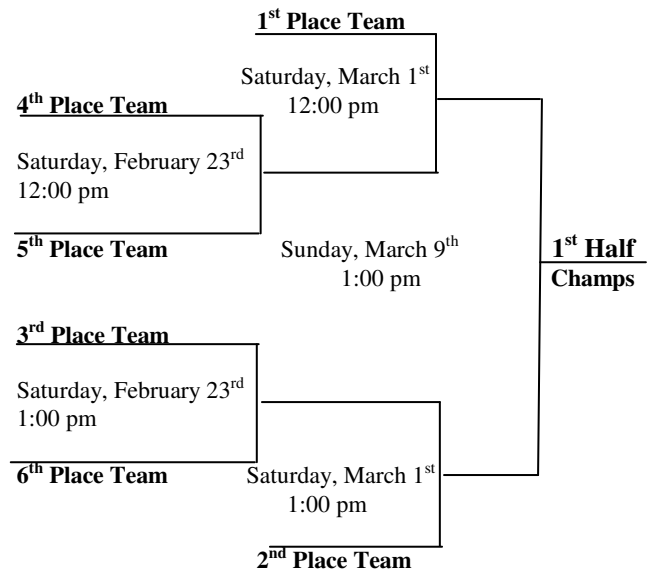 1st Place Team
Saturday, March 1st
12:00 pm
4th Place Team
Saturday, February 23rd
12:00 pm
5th Place Team
Sunday, March 9th
1:00 pm
1st Half
Champs
3rd Place Team
Saturday, February 23rd
1:00 pm
6th Place Team
Saturday, March 1st
1:00 pm
2nd Place Team